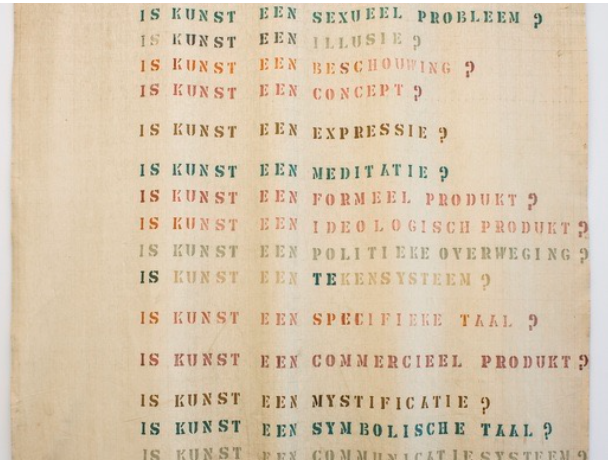 IS KUNST EEN SEXUEEL PROBLEEM ?
IS KUNST EEN ILLUSIE ?
IS KUNST EEN BESCHOUWING ?
IS KUNST EEN CONCEPT ?
IS KUNST EEN EXPRESSIE ?
IS KUNST EEN MEDITATIE ?
IS KUNST EEN FORMEEL PRODUKT ?
IS KUNST EEN IDEOLOGISCH PRODUKT ?
IS KUNST EEN POLITIEKE OVERWEGING ?
IS KUNST EEN TEKENSYSTEEM ?
IS KUNST EEN SPECIFIEKE TAAL ?
IS KUNST EEN COMMERCIEEL PRODUKT ?
IS KUNST EEN MYSTIFICATIE ?
IS KUNST EEN SYMBOLISCHE TAAL ?
IS KUNST EEN COMMUNICATIESYSTEEM ?